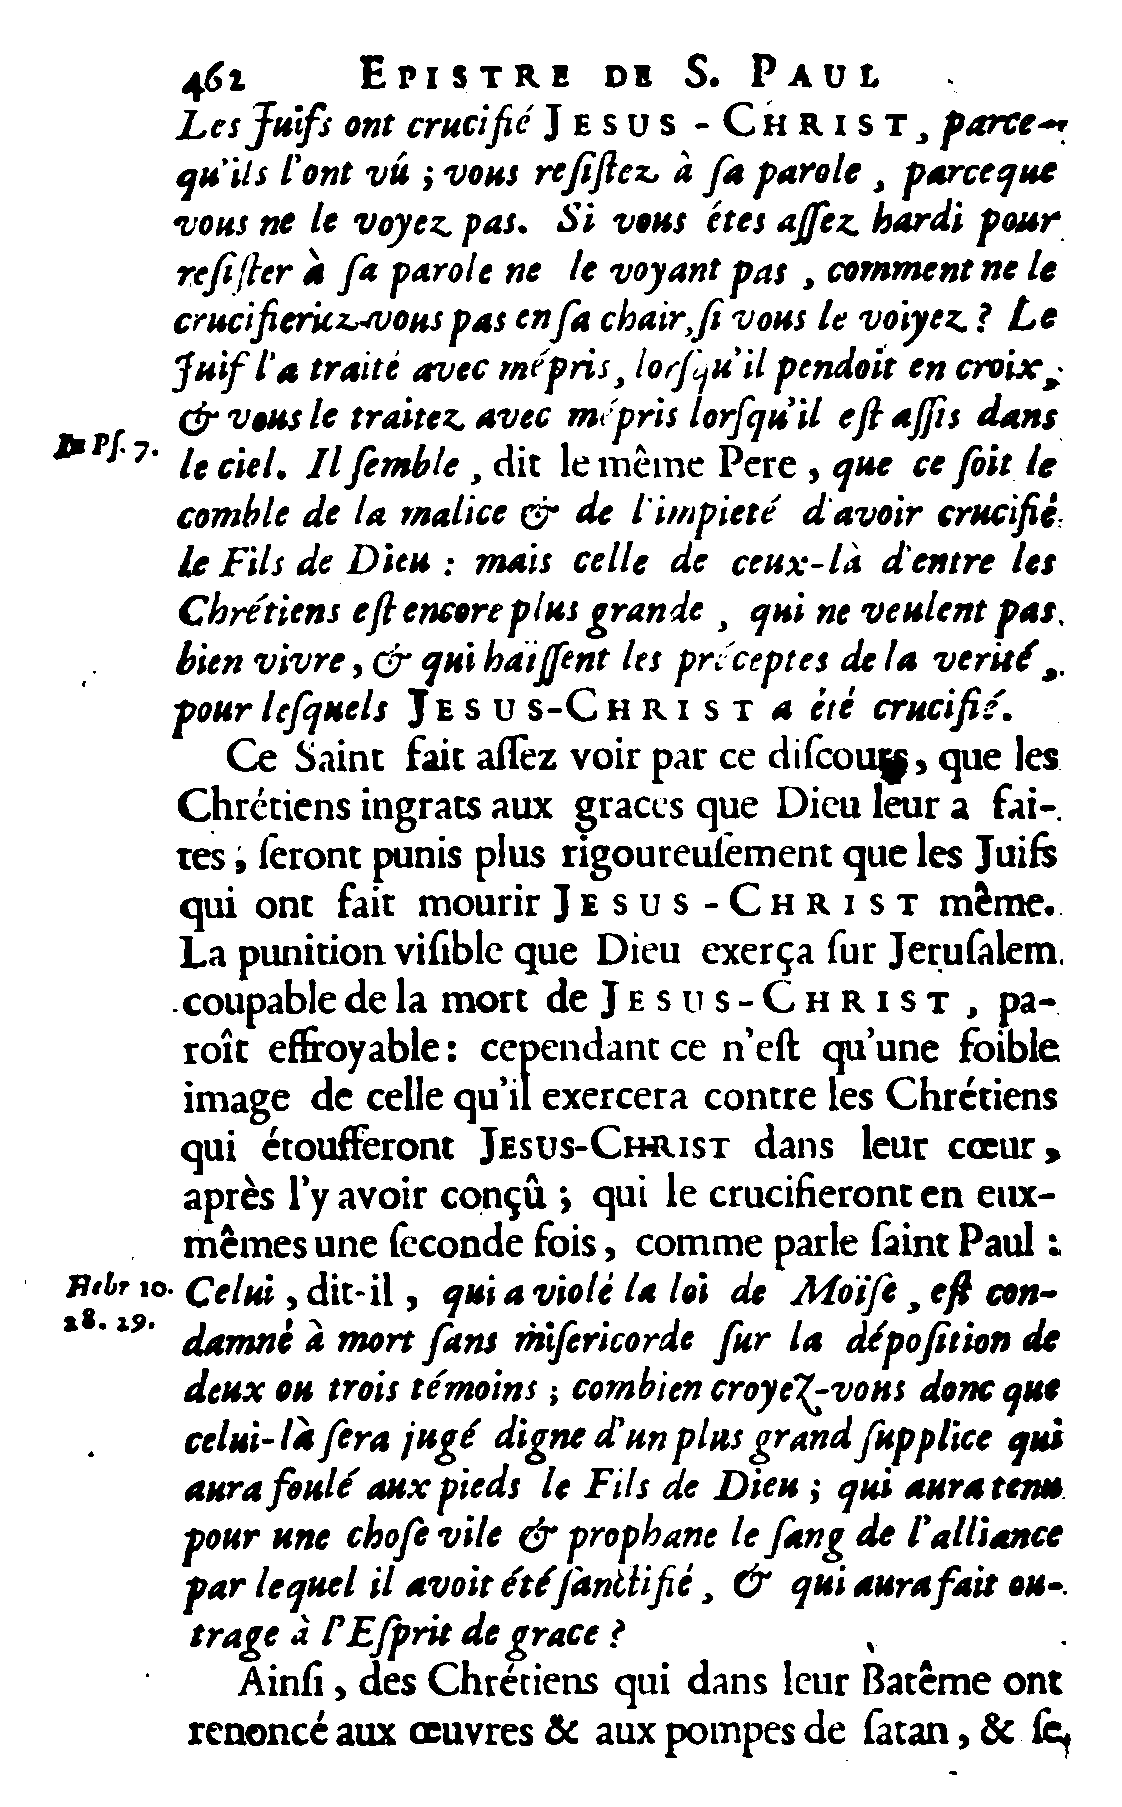 462 EPISTRE DE S. PAUL
Les Juifs ont crucifié JESUS-CHRIST, parce-
qu'ils l'ont vû ; vous reſiſtez à ſa parole, parceque
vous ne le voyez pas. Si vous étes aſſez hardi pour
reſiſter à ſa parole ne le voyant pas, comment ne le
crucifieriez-vous pas en ſa chair, ſi vous le voiyez ? Le
Juif l'a traité avec mépris, lorſqu'il pendoit en croix,
& vous le traitez avec mépris lorſqu'il eſt aſſis dans
In Pſ. 7. le ciel. Il ſemble, dit le même Pere, que ce ſoit le
comble de la malice & de l'impieté d'avoir crucifié
le Fils de Dieu : mais celle de ceux-là d'entre les
Chrétiens eſt encore plus grande, qui ne veulent pas
bien vivre, & qui haïſſent les préceptes de la verité,
pour leſquels JESUS-CHRIST a été crucifié.
Ce Saint fait aſſez voir par ce diſcours, que les
Chrétiens ingrats aux graces que Dieu leur a fai-
tes, ſeront punis plus rigoureuſement que les Juifs
qui ont fait mourir JESUS-CHRIST même.
La punition viſible que Dieu exerça ſur Jeruſalem
coupable de la mort de JESUS-CHRIST, pa-
roît effroyable : cependant ce n'eſt qu'une foible
image de celle qu'il exercera contre les Chrétiens
qui étoufferont JESUS-CHRIST dans leur cœur,
après l'y avoir conçû ; qui le crucifieront en eux-
mêmes une ſeconde fois, comme parle ſaint Paul :
Hebr 10. Celui, dit-il, qui a violé la loi de Moïſe, eſt con-
28. 29. damné à mort ſans miſericorde ſur la dépoſition de
deux ou trois témoins ; combien croyez-vous donc que
celui-là ſera jugé digne d'un plus grand ſupplice qui
aura foulé aux pieds le Fils de Dieu ; qui aura tenu
pour une choſe vile & prophane le ſang de l'alliance
par lequel il avoit été ſanctifié, & qui aura fait ou-
trage à l'Eſprit de grace ?
Ainſi, des Chrétiens qui dans leur Batême ont
renoncé aux œuvres & aux pompes de ſatan, & ſe